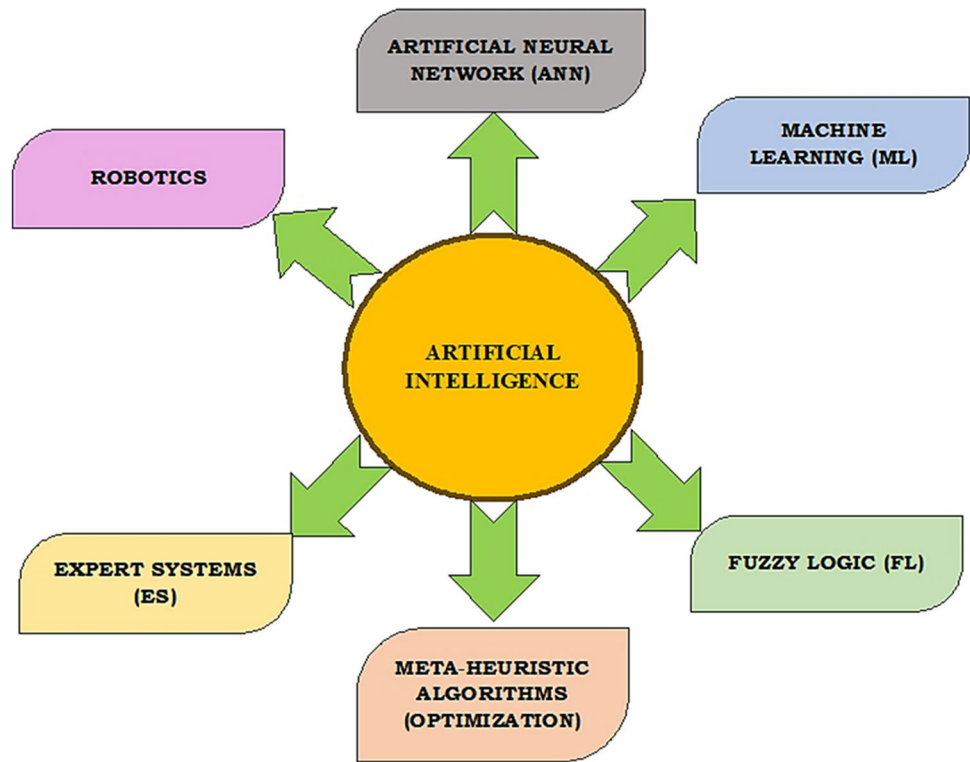 ARTIFICIAL NEURAL
NETWORK (ANN)
MACHINE
LEARNING (ML)
ROBOTICS
ARTIFICIAL
INTELLIGENCE
EXPERT SYSTEMS
(ES)
FUZZY LOGIC (FL)
META-HEURISTIC
ALGORITHMS
(OPTIMIZATION)